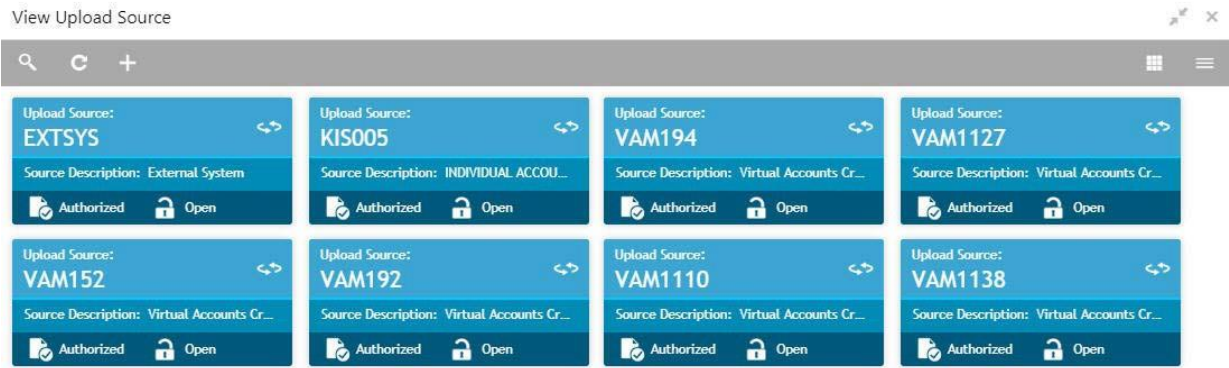 View Upload Source
Upload Source:
EXTSYS
Source Description: External System
Authorized Open
Upload Source:
KIS005
Source Description: INDIVIDUAL ACCOU...
Authorized Open
Upload Source:
VAM194
Source Description: Virtual Accounts Cr...
Authorized Open
Upload Source:
VAM1127
Source Description: Virtual Accounts Cr...
Authorized Open
Upload Source:
VAM152
Source Description: Virtual Accounts Cr...
Authorized Open
Upload Source:
VAM192
Source Description: Virtual Accounts Cr...
Authorized Open
Upload Source:
VAM1110
Source Description: Virtual Accounts Cr...
Authorized Open
Upload Source:
VAM1138
Source Description: Virtual Accounts Cr...
Authorized Open